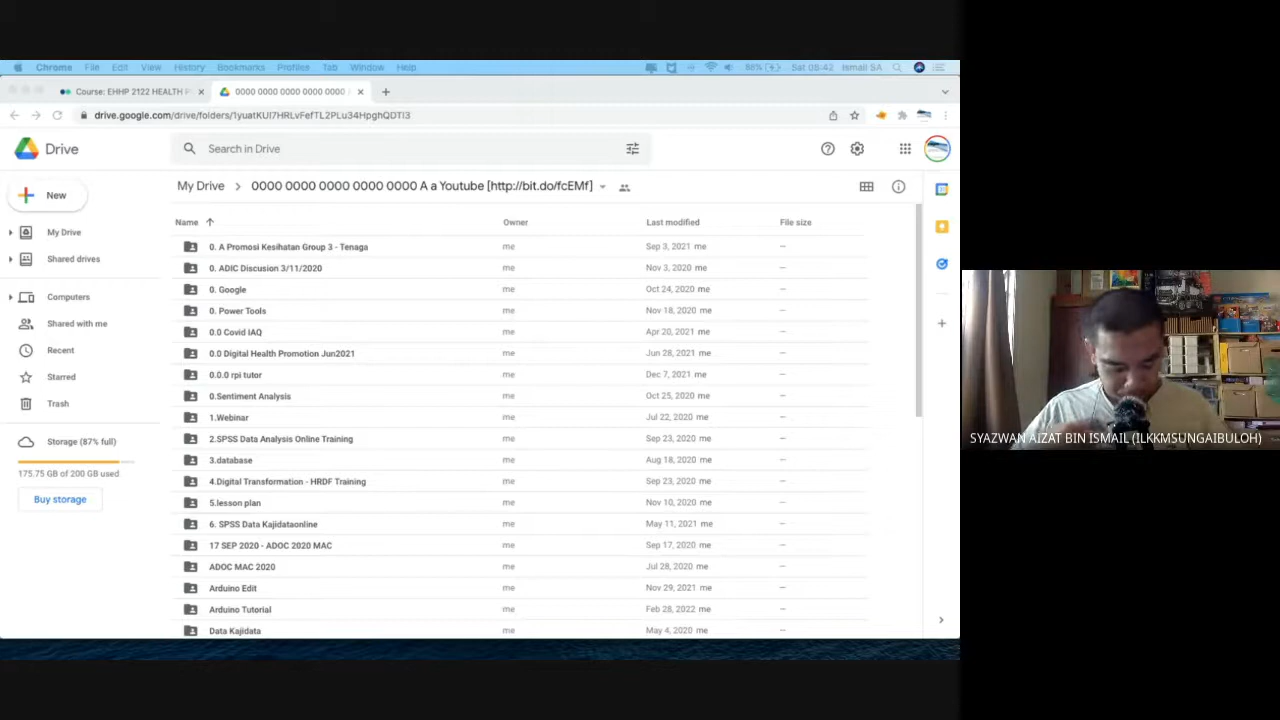 Chrome File Edit View History Bookmarks Profiles Tab Window Help 98% Sat 05:42 Ismail SA
Course: EHHP 2122 HEALTH P
0000 0000 0000 0000 0000
drive.google.com/drive/folders/1yuatKUI7HRLvFefTL2PLu34HpghQDTI3
Drive
Search in Drive
New
My Drive
Shared drives
Computers
Shared with me
Recent
Starred
Trash
Storage (87% full)
175.75 GB of 200 GB used
Buy storage
My Drive 0000 0000 0000 0000 0000 A a Youtube [http://bit.do/fcEMf]
Name Owner Last modified File size
0. A Promosi Kesihatan Group 3 - Tenaga me Sep 3, 2021 me –
0. ADIC Discusion 3/11/2020 me Nov 3, 2020 me –
0. Google me Oct 24, 2020 me –
0. Power Tools me Nov 18, 2020 me –
0.0 Covid IAQ me Apr 20, 2021 me –
0.0 Digital Health Promotion Jun2021 me Jun 28, 2021 me –
0.0.0 rpi tutor me Dec 7, 2021 me –
0.Sentiment Analysis me Oct 25, 2020 me –
1.Webinar me Jul 22, 2020 me –
2.SPSS Data Analysis Online Training me Sep 23, 2020 me –
3.database me Aug 18, 2020 me –
4.Digital Transformation - HRDF Training me Sep 23, 2020 me –
5.lesson plan me Nov 10, 2020 me –
6. SPSS Data Kajidataonline me May 11, 2021 me –
17 SEP 2020 - ADOC 2020 MAC me Sep 17, 2020 me –
ADOC MAC 2020 me Jul 28, 2020 me –
Arduino Edit me Nov 29, 2021 me –
Arduino Tutorial me Feb 28, 2022 me –
Data Kajidata me May 4, 2020 me –
SYAZWAN AIZAT BIN ISMAIL (ILKKMSUNGAIBULOH)